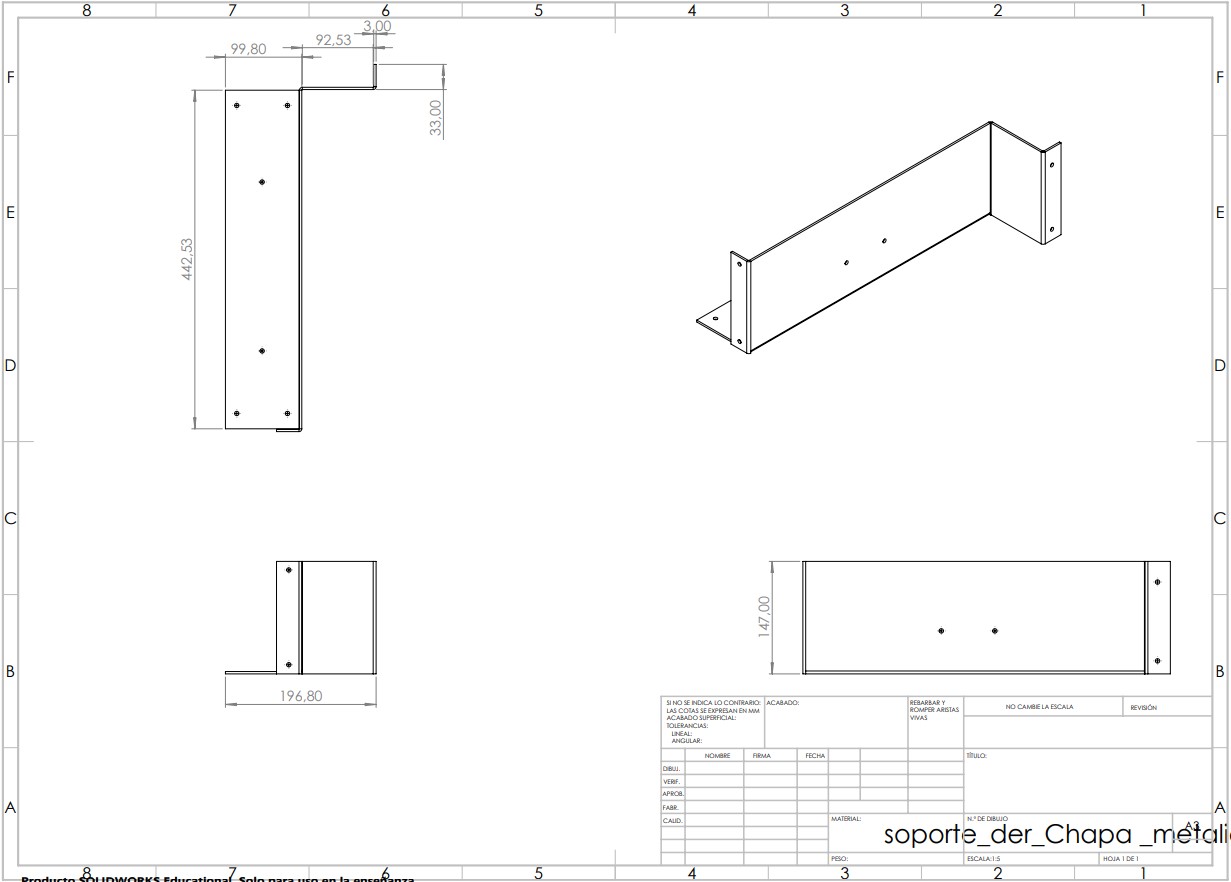 8 7 6 5 4 3 2 1
3,00
99,80 92,53
F F
33,00
E E
442,53
D D
C C
147,00
B B
196,80
SI NO SE INDICA LO CONTRARIO: ACABADO: REBARBAR Y NO CAMBIE LA ESCALA REVISIÓN
LAS COTAS SE EXPRESAN EN MM ROMPER ARISTAS
ACABADO SUPERFICIAL: VIVAS
TOLERANCIAS:
LINEAL:
ANGULAR:
NOMBRE FIRMA FECHA TÍTULO:
DIBUJ.
VERIF.
APROB.
A FABR. A
CALID. MATERIAL: N.º DE DIBUJO
A3
soporte_der_Chapa _metali
PESO: ESCALA:1:5 HOJA 1 DE 1
8 7 6 5 4 3 2 1
Producto SOLIDWORKS Educational. Solo para uso en la enseñanza.